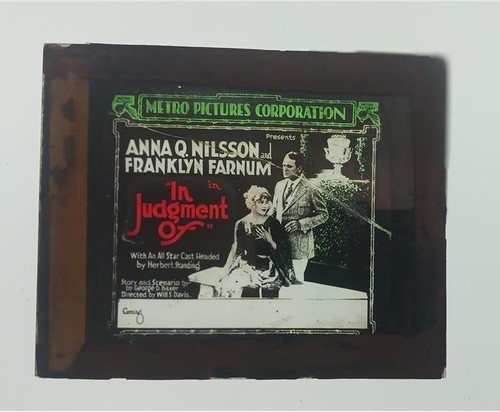 METRO PICTURES CORPORATION
Presents
ANNA Q. NILSSON and
FRANKLYN FARNUM
in
"In
Judgment
Of"
With An All Star Cast Headed
by Herbert Standing
Story and Scenario by
by George D. Baker
Directed by Will S. Davis.
Coming